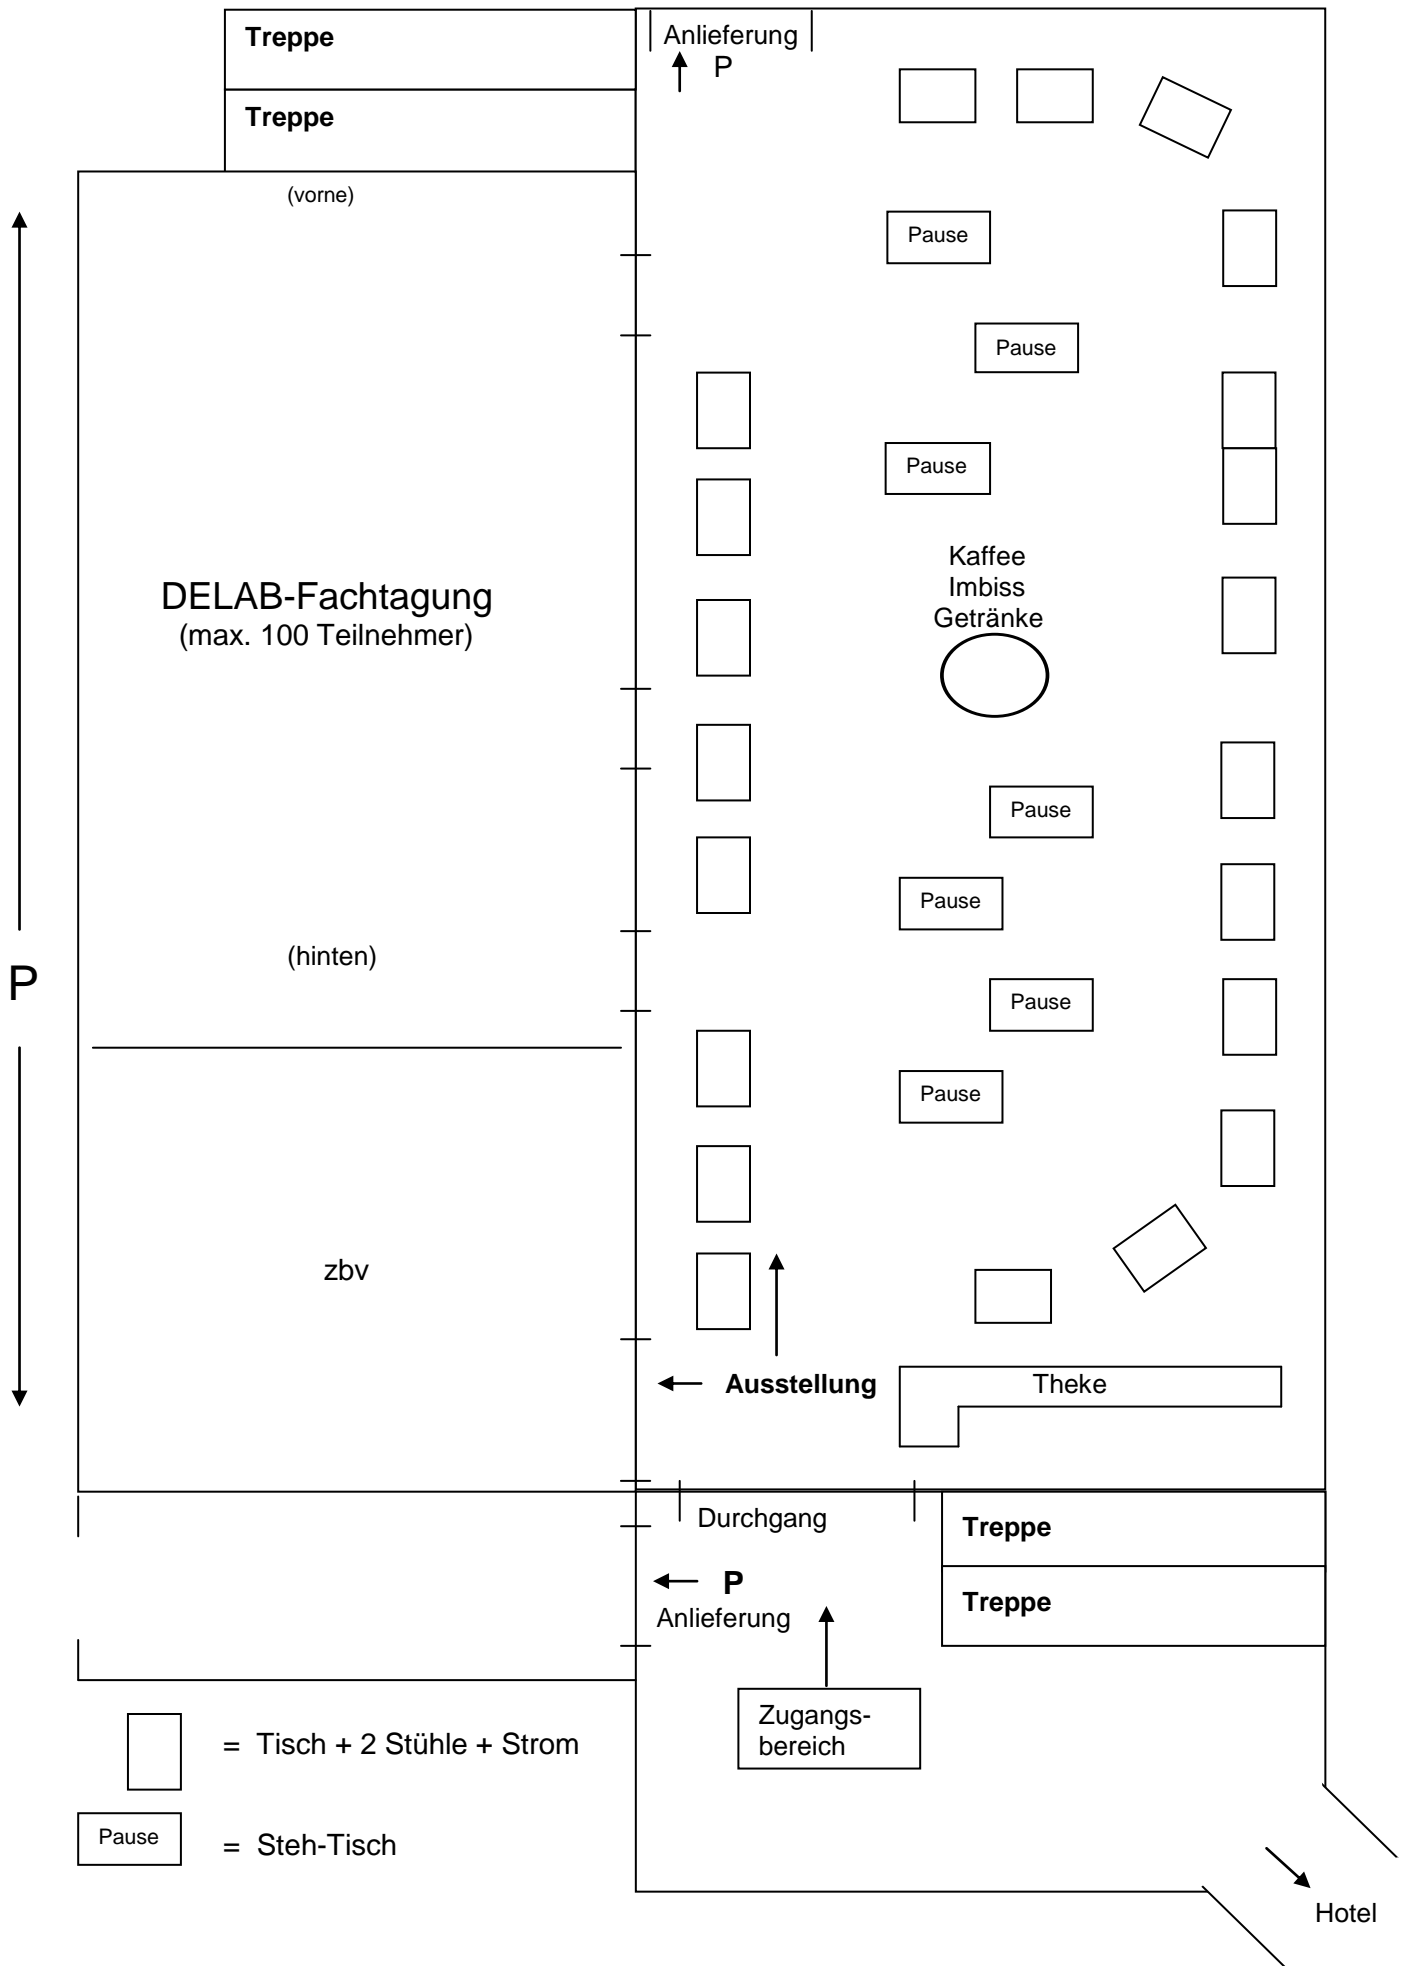 Treppe
Anlieferung
P
Treppe
(vorne)
Pause
Pause
Pause
Kaffee
Imbiss
Getränke
DELAB-Fachtagung
(max. 100 Teilnehmer)
Pause
Pause
(hinten)
P
Pause
Pause
zbv
Ausstellung
Theke
Durchgang
Treppe
P
Anlieferung
Treppe
Zugangs-
bereich
= Tisch + 2 Stühle + Strom
Pause
= Steh-Tisch
Hotel